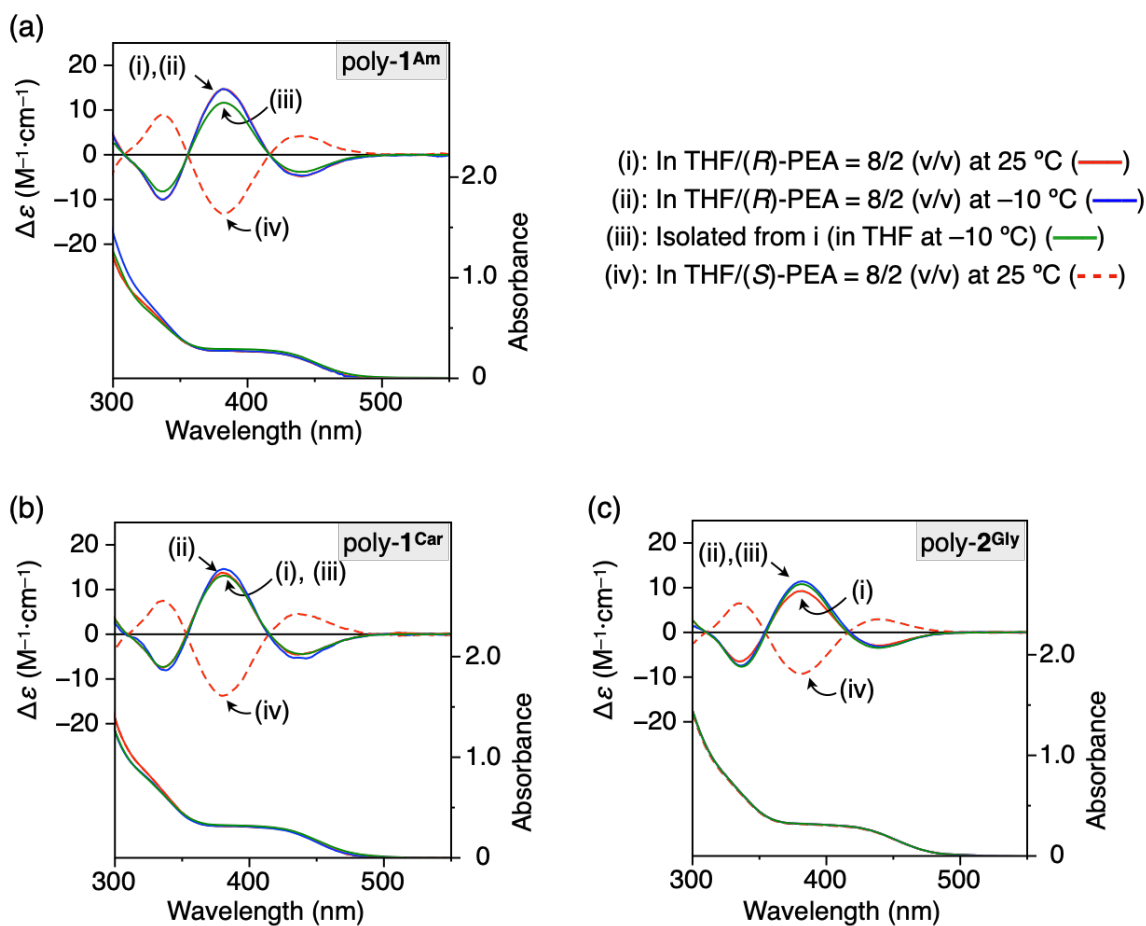 (a)
poly-1ᴬᵐ
(i),(ii)
(iii)
(iv)
20
10
0
–10
–20
Δε (M⁻¹·cm⁻¹)
2.0
1.0
0
Absorbance
300
400
500
Wavelength (nm)
(i): In THF/(R)-PEA = 8/2 (v/v) at 25 ºC (——)
(ii): In THF/(R)-PEA = 8/2 (v/v) at –10 ºC (——)
(iii): Isolated from i (in THF at –10 ºC) (——)
(iv): In THF/(S)-PEA = 8/2 (v/v) at 25 ºC (- - -)
(b)
poly-1ᶜᵃʳ
(ii)
(i), (iii)
(iv)
20
10
0
–10
–20
Δε (M⁻¹·cm⁻¹)
2.0
1.0
0
Absorbance
300
400
500
Wavelength (nm)
(c)
poly-2ᴳˡʸ
(ii),(iii)
(i)
(iv)
20
10
0
–10
–20
Δε (M⁻¹·cm⁻¹)
2.0
1.0
0
Absorbance
300
400
500
Wavelength (nm)